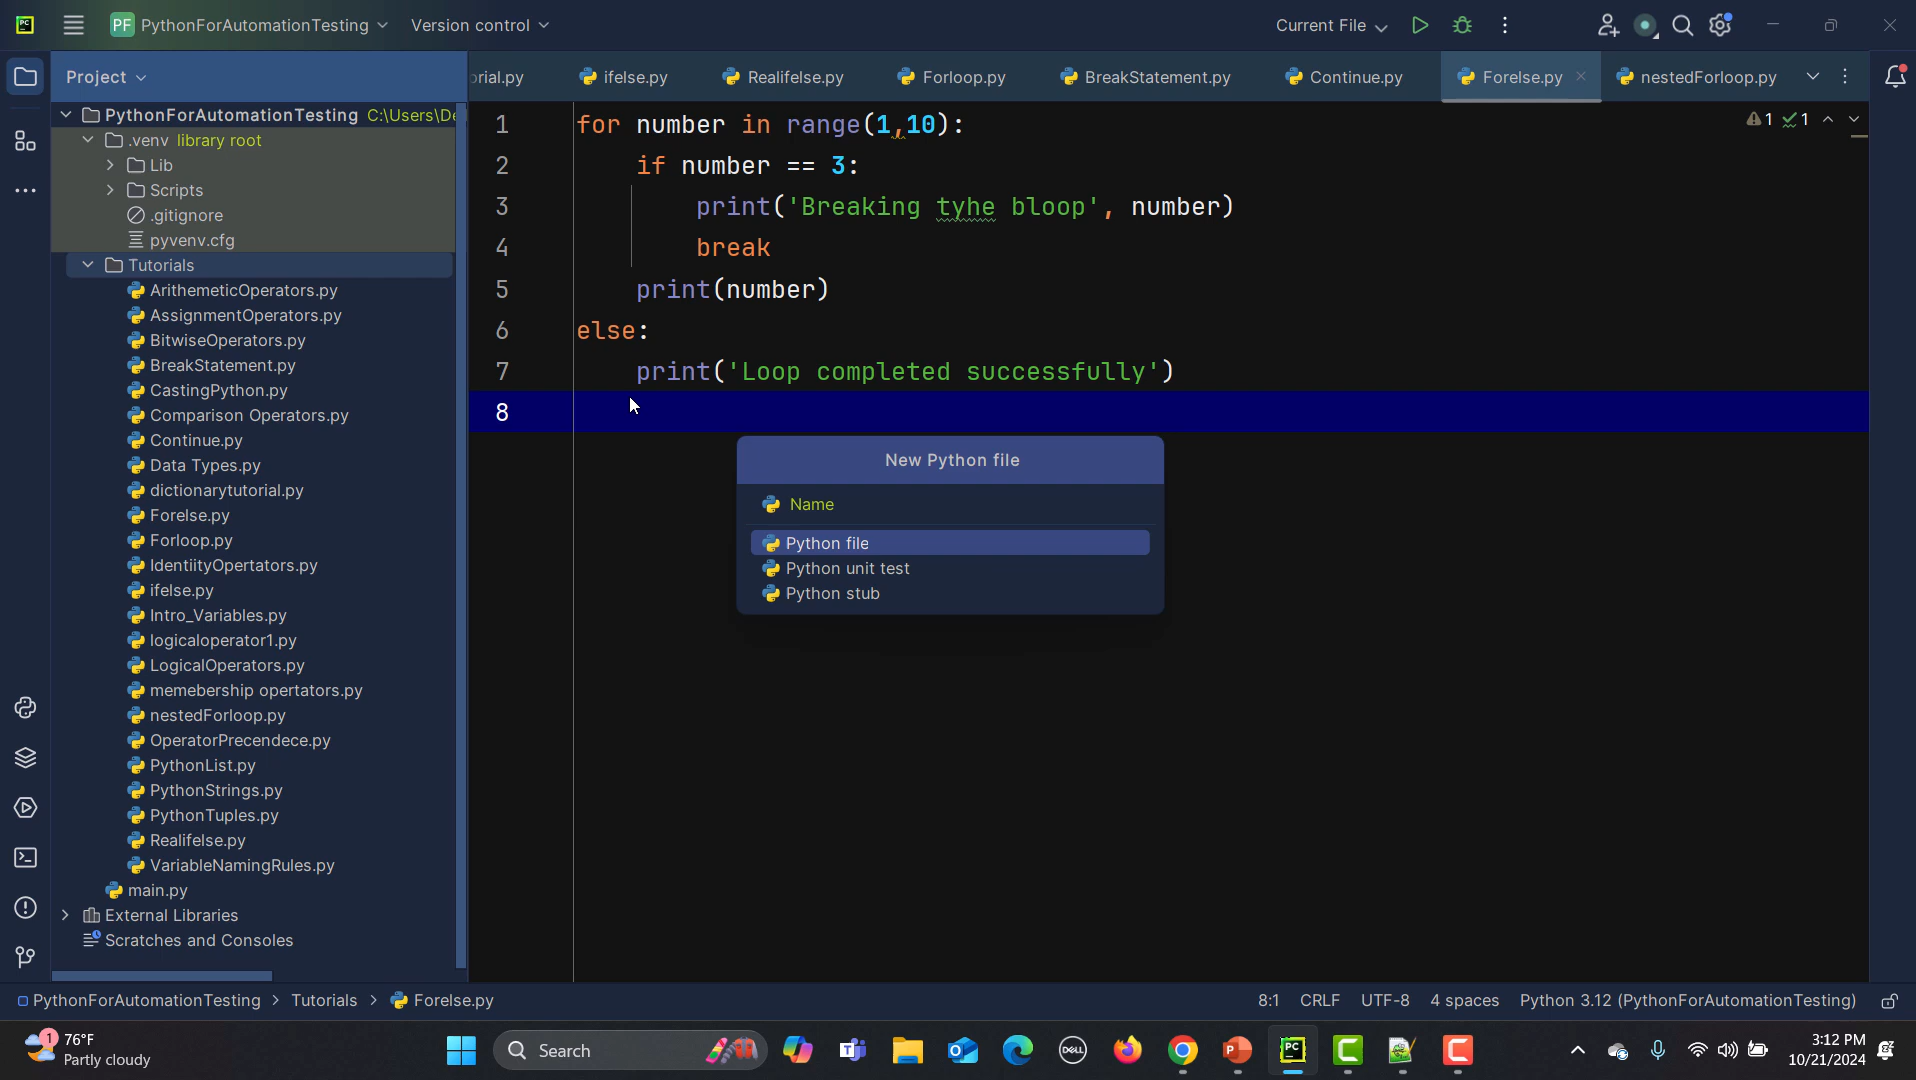 PC
PF PythonForAutomationTesting
Version control
Current File
Project
orial.py
ifelse.py
Realifelse.py
Forloop.py
BreakStatement.py
Continue.py
Forelse.py
nestedForloop.py
PythonForAutomationTesting C:\Users\De
.venv library root
Lib
Scripts
.gitignore
pyvenv.cfg
Tutorials
ArithemeticOperators.py
AssignmentOperators.py
BitwiseOperators.py
BreakStatement.py
CastingPython.py
Comparison Operators.py
Continue.py
Data Types.py
dictionarytutorial.py
Forelse.py
Forloop.py
IdentiityOpertators.py
ifelse.py
Intro_Variables.py
logicaloperator1.py
LogicalOperators.py
memebership opertators.py
nestedForloop.py
OperatorPrecendece.py
PythonList.py
PythonStrings.py
PythonTuples.py
Realifelse.py
VariableNamingRules.py
main.py
External Libraries
Scratches and Consoles
1 for number in range(1,10):
2 if number == 3:
3 print('Breaking tyhe bloop', number)
4 break
5 print(number)
6 else:
7 print('Loop completed successfully')
8
1 1
New Python file
Name
Python file
Python unit test
Python stub
PythonForAutomationTesting > Tutorials > Forelse.py
8:1 CRLF UTF-8 4 spaces Python 3.12 (PythonForAutomationTesting)
1
76°F
Partly cloudy
Search
DELL
PC
3:12 PM
10/21/2024